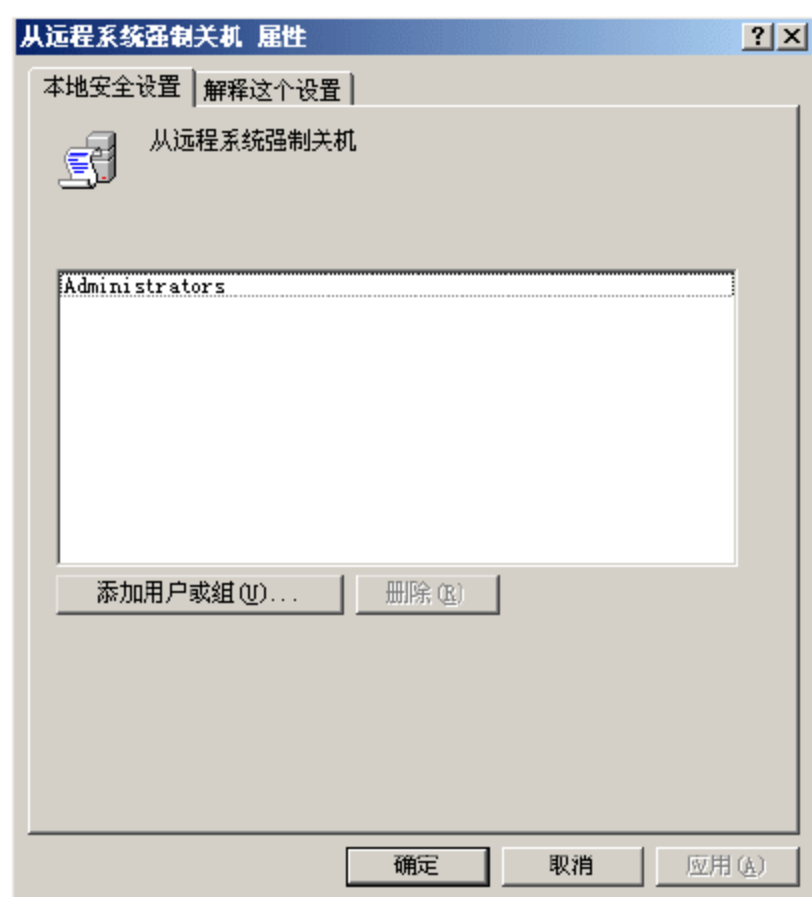 从远程系统强制关机 属性
本地安全设置 解释这个设置
从远程系统强制关机
Administrators
添加用户或组(U)... 删除(R)
确定 取消 应用(A)